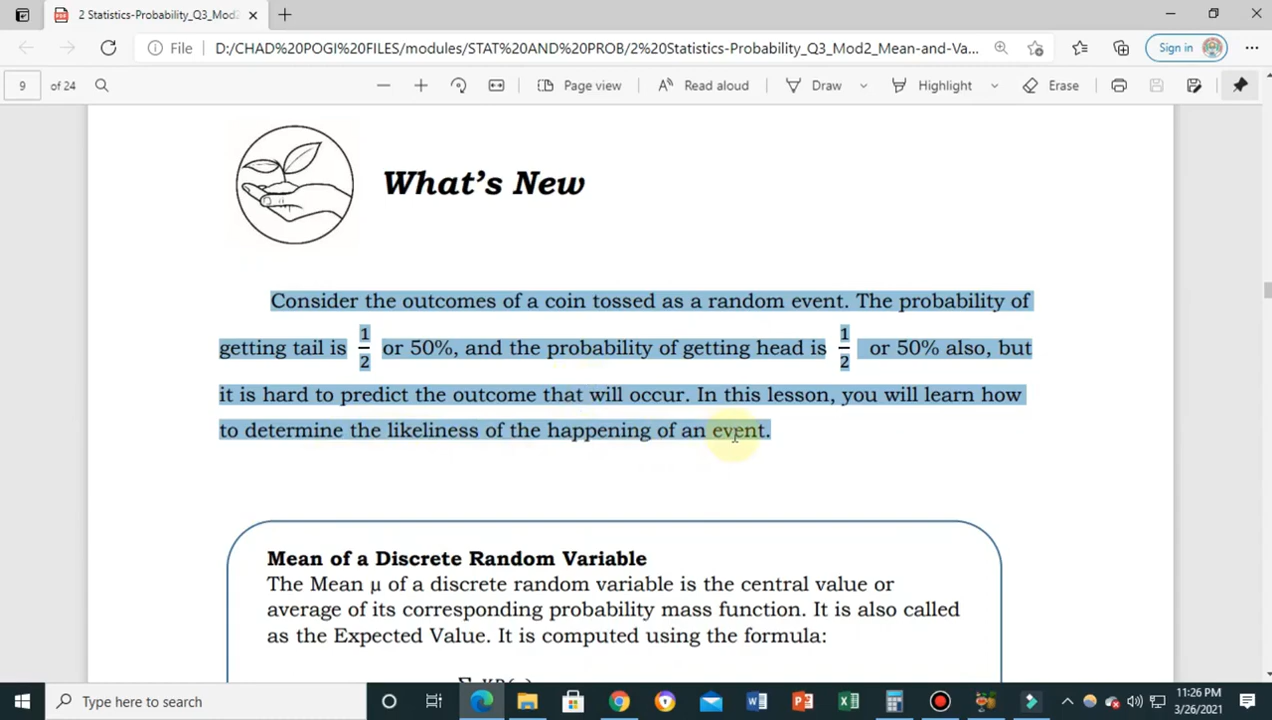 2 Statistics-Probability_Q3_Mod2
File D:/CHAD%20POGI%20FILES/modules/STAT%20AND%20PROB/2%20Statistics-Probability_Q3_Mod2_Mean-and-Va...
Sign in
9 of 24
Page view
Read aloud
Draw
Highlight
Erase
What's New
Consider the outcomes of a coin tossed as a random event. The probability of
getting tail is 1/2 or 50%, and the probability of getting head is 1/2 or 50% also, but
it is hard to predict the outcome that will occur. In this lesson, you will learn how
to determine the likeliness of the happening of an event.
Mean of a Discrete Random Variable
The Mean μ of a discrete random variable is the central value or
average of its corresponding probability mass function. It is also called
as the Expected Value. It is computed using the formula:
Type here to search
11:26 PM
3/26/2021